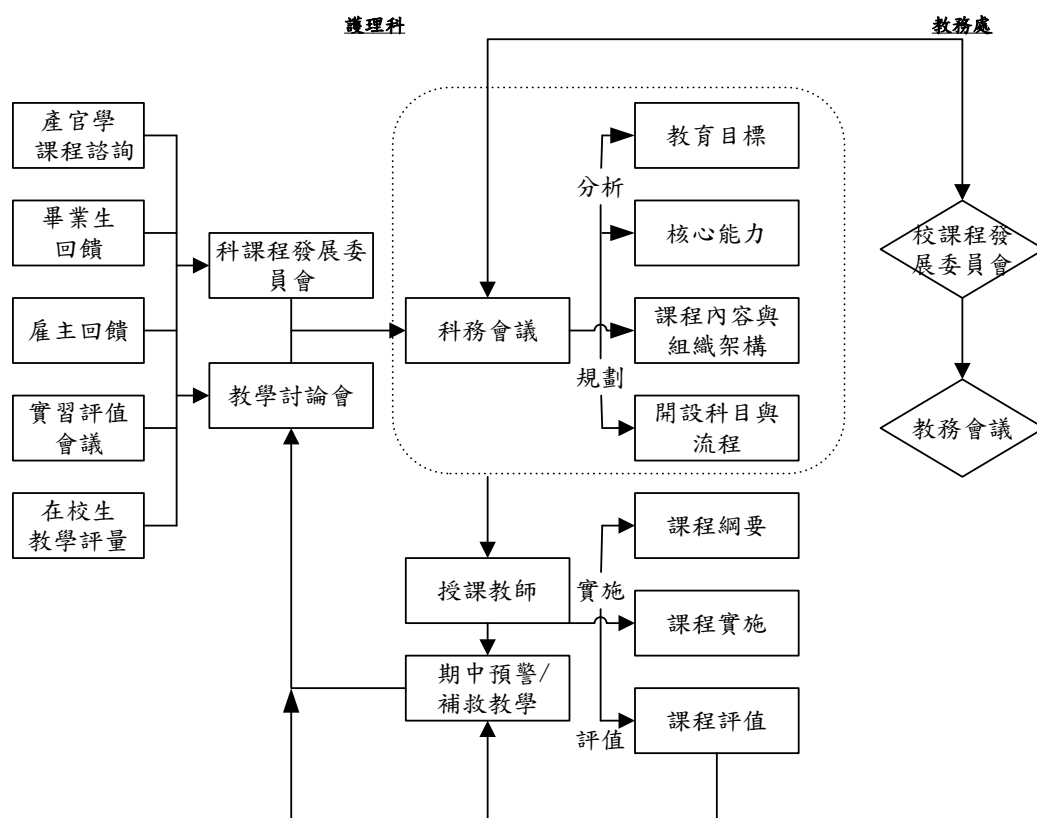 護理科
教務處
產官學
課程諮詢
畢業生
回饋
雇主回饋
實習評值
會議
在校生
教學評量
科課程發展委
員會
教學討論會
科務會議
分析
規劃
教育目標
核心能力
課程內容與
組織架構
開設科目與
流程
校課程發
展委員會
教務會議
授課教師
期中預警/
補救教學
實施
評值
課程綱要
課程實施
課程評值